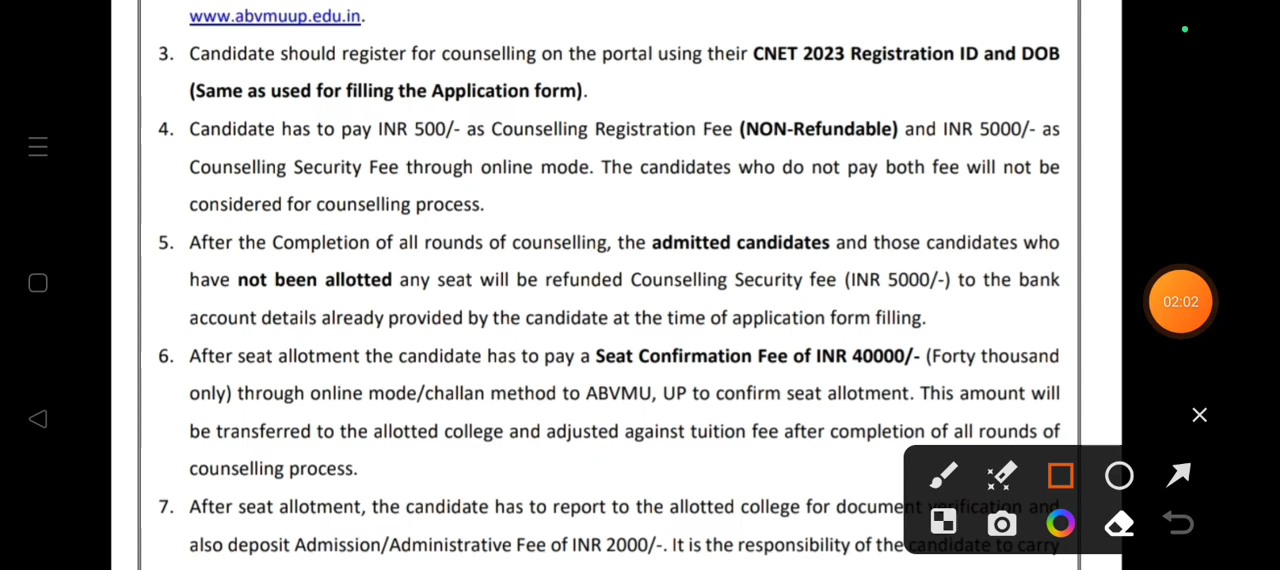 www.abvmuup.edu.in.
3. Candidate should register for counselling on the portal using their CNET 2023 Registration ID and DOB
(Same as used for filling the Application form).
4. Candidate has to pay INR 500/- as Counselling Registration Fee (NON-Refundable) and INR 5000/- as
Counselling Security Fee through online mode. The candidates who do not pay both fee will not be
considered for counselling process.
5. After the Completion of all rounds of counselling, the admitted candidates and those candidates who
have not been allotted any seat will be refunded Counselling Security fee (INR 5000/-) to the bank
account details already provided by the candidate at the time of application form filling.
02:02
6. After seat allotment the candidate has to pay a Seat Confirmation Fee of INR 40000/- (Forty thousand
only) through online mode/challan method to ABVMU, UP to confirm seat allotment. This amount will
be transferred to the allotted college and adjusted against tuition fee after completion of all rounds of
counselling process.
7. After seat allotment, the candidate has to report to the allotted college for document verification and
also deposit Admission/Administrative Fee of INR 2000/-. It is the responsibility of the candidate to carry